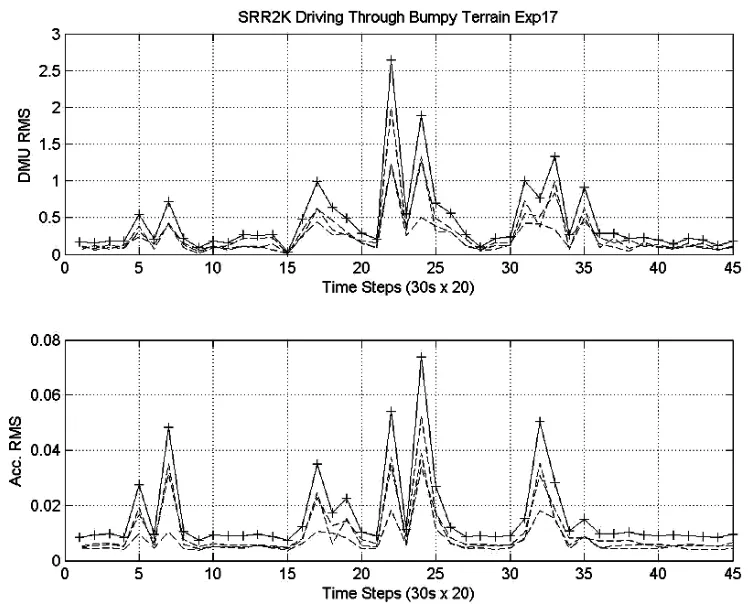 SRR2K Driving Through Bumpy Terrain Exp17
3
2.5
2
1.5
1
0.5
0
DMU RMS
0 5 10 15 20 25 30 35 40 45
Time Steps (30s x 20)
0.08
0.06
0.04
0.02
0
Acc. RMS
0 5 10 15 20 25 30 35 40 45
Time Steps (30s x 20)